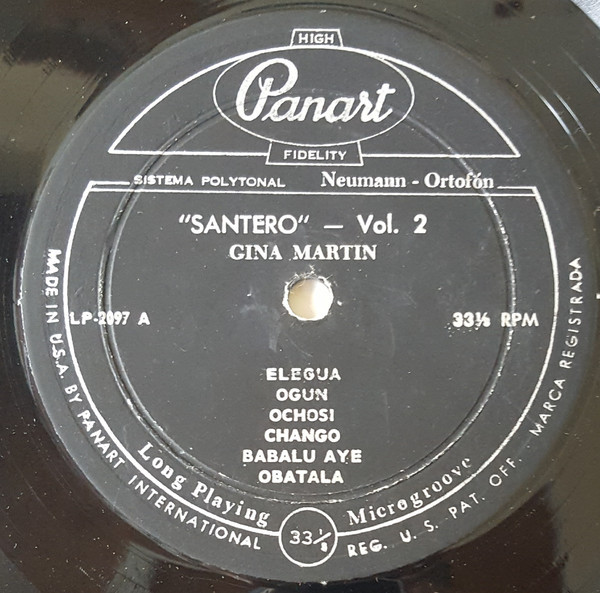 HIGH
Panart
FIDELITY
SISTEMA POLYTONAL Neumann - Ortofón
"SANTERO" — Vol. 2
GINA MARTIN
LP-2097 A
33⅓ RPM
ELEGUA
OGUN
OCHOSI
CHANGO
BABALU AYE
OBATALA
Long Playing 33 1/3 Microgroove
MADE IN U.S.A. BY PANART INTERNATIONAL
REG. U. S. PAT. OFF. - MARCA REGISTRADA